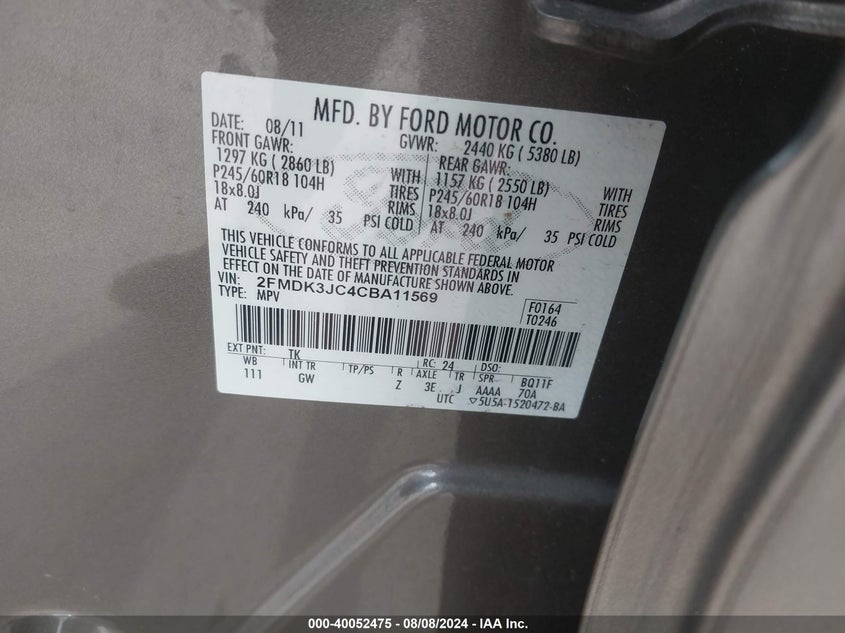 MFD. BY FORD MOTOR CO.
DATE: 08/11 GVWR: 2440 KG ( 5380 LB)
FRONT GAWR: REAR GAWR:
1297 KG ( 2860 LB) WITH 1157 KG ( 2550 LB) WITH
P245/60R18 104H TIRES P245/60R18 104H TIRES
18x8.0J RIMS 18x8.0J RIMS
AT 240 kPa/ 35 PSI COLD AT 240 kPa/ 35 PSI COLD
THIS VEHICLE CONFORMS TO ALL APPLICABLE FEDERAL MOTOR
VEHICLE SAFETY AND THEFT PREVENTION STANDARDS IN
EFFECT ON THE DATE OF MANUFACTURE SHOWN ABOVE.
VIN: 2FMDK3JC4CBA11569
TYPE: MPV
F0164
T0246
EXT PNT: TK RC: 24 DSO:
WB INT TR TP/PS R AXLE TR SPR BQ11F
111 GW Z 3E J AAAA 70A
UTC ▽5U5A-1520472-BA
000-40052475 - 08/08/2024 - IAA Inc.